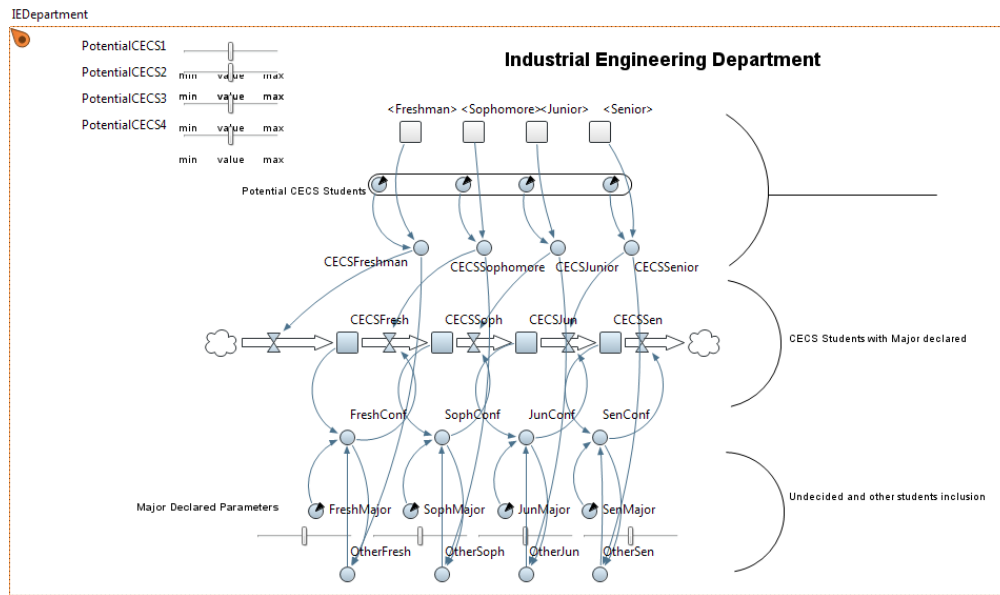 IEDepartment
PotentialCECS1
PotentialCECS2
min value max
PotentialCECS3
min value max
PotentialCECS4
min value max
min value max
Industrial Engineering Department
<Freshman> <Sophomore> <Junior> <Senior>
Potential CECS Students
CECSFreshman CECSSophomore CECSJunior CECSSenior
CECSFresh CECSSoph CECSJun CECSSen
CECS Students with Major declared
FreshConf SophConf JunConf SenConf
Undecided and other students inclusion
Major Declared Parameters
FreshMajor SophMajor JunMajor SenMajor
OtherFresh OtherSoph OtherJun OtherSen